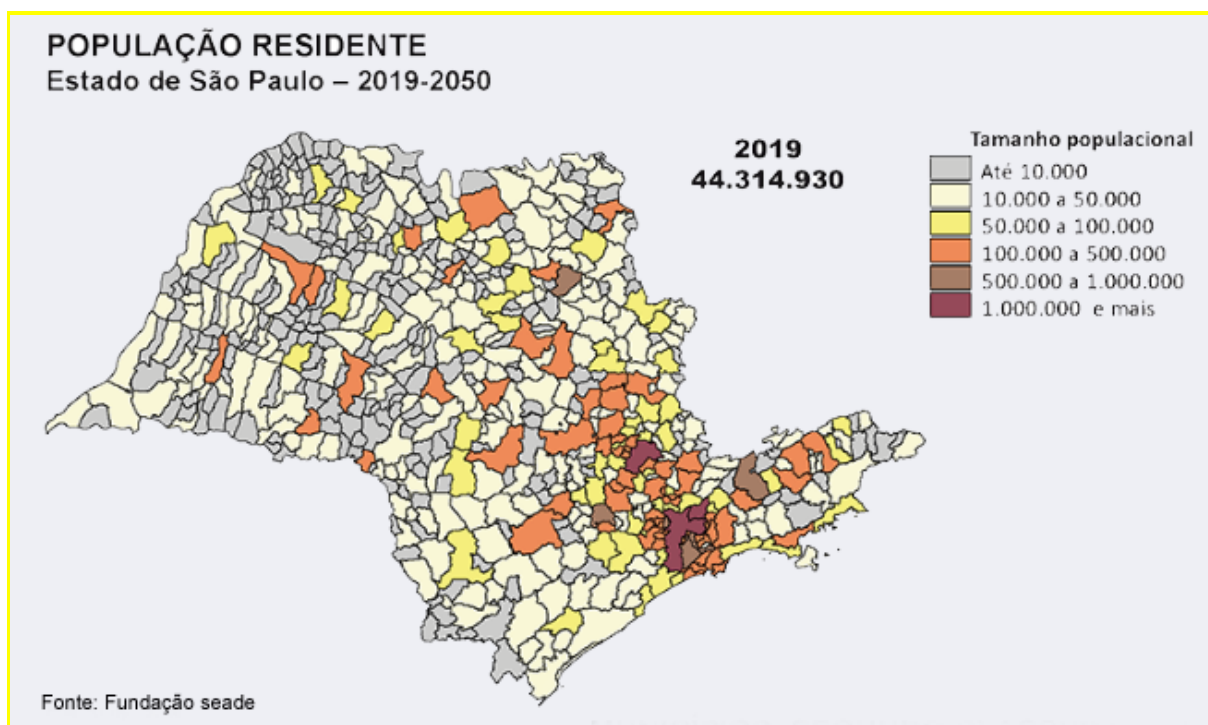 POPULAÇÃO RESIDENTE
Estado de São Paulo – 2019-2050
2019
44.314.930
Tamanho populacional
Até 10.000
10.000 a 50.000
50.000 a 100.000
100.000 a 500.000
500.000 a 1.000.000
1.000.000 e mais
Fonte: Fundação seade